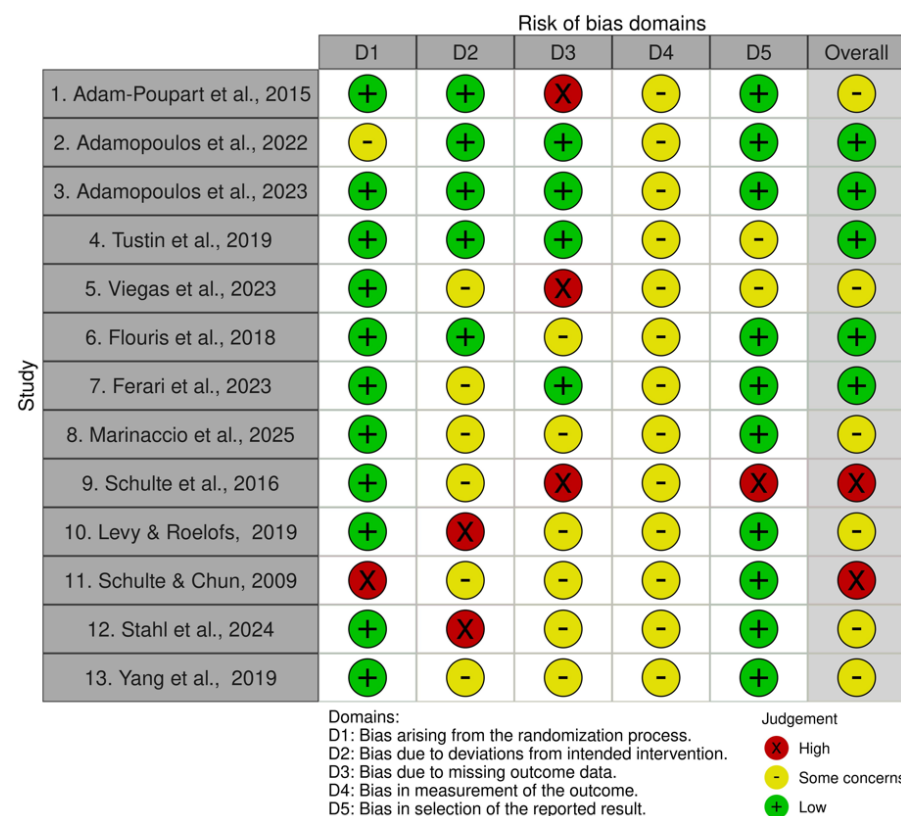 Risk of bias domains
D1 D2 D3 D4 D5 Overall
Study
1. Adam-Poupart et al., 2015 + + X - + -
2. Adamopoulos et al., 2022 - + + - + +
3. Adamopoulos et al., 2023 + + + - + +
4. Tustin et al., 2019 + + + - - +
5. Viegas et al., 2023 + - X - - -
6. Flouris et al., 2018 + + - - + +
7. Ferari et al., 2023 + - + - + +
8. Marinaccio et al., 2025 + - - - + -
9. Schulte et al., 2016 + - X - X X
10. Levy & Roelofs, 2019 + X - - + -
11. Schulte & Chun, 2009 X - - - + X
12. Stahl et al., 2024 + X - - + -
13. Yang et al., 2019 + - - - + -
Domains:
D1: Bias arising from the randomization process.
D2: Bias due to deviations from intended intervention.
D3: Bias due to missing outcome data.
D4: Bias in measurement of the outcome.
D5: Bias in selection of the reported result.
Judgement
X High
- Some concerns
+ Low